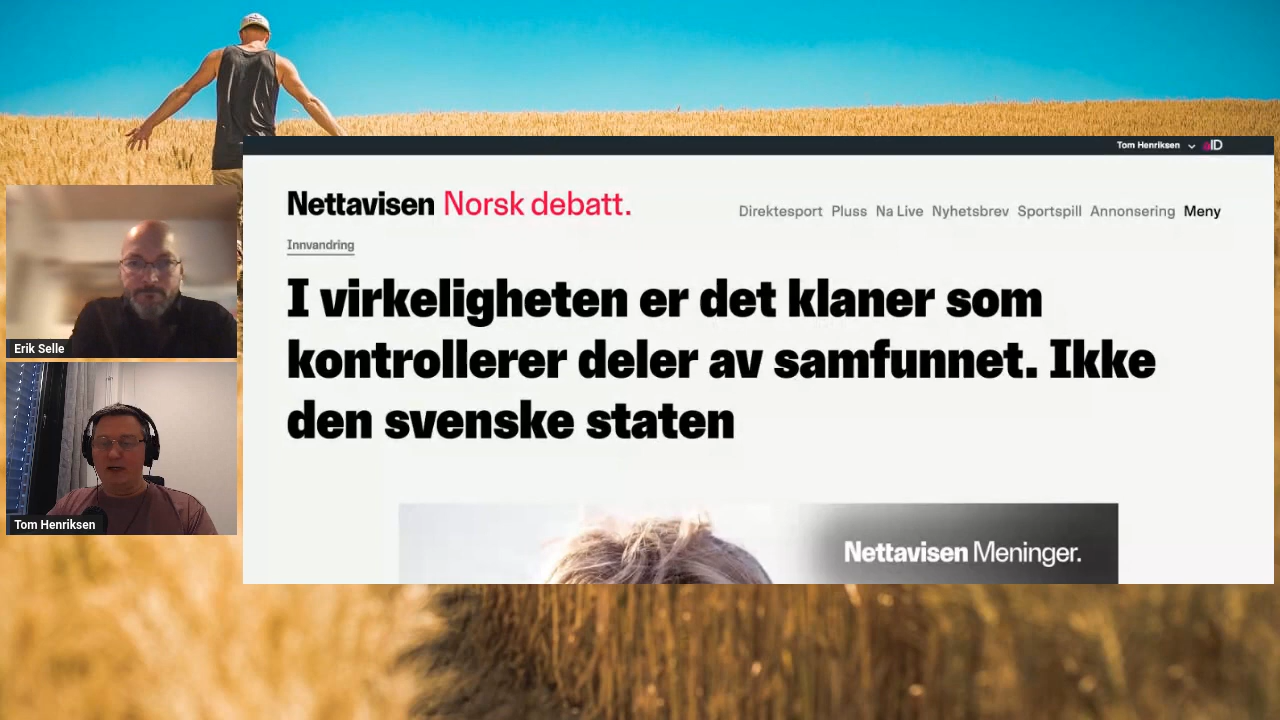 Tom Henriksen
ID
Nettavisen Norsk debatt.
Direktesport Pluss Na Live Nyhetsbrev Sportspill Annonsering Meny
Innvandring
I virkeligheten er det klaner som
kontrollerer deler av samfunnet. Ikke
den svenske staten
Nettavisen Meninger.
Erik Selle
Tom Henriksen